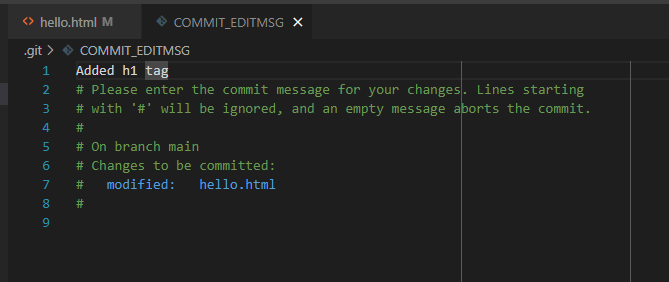 <> hello.html M COMMIT_EDITMSG ×
.git > COMMIT_EDITMSG
1 Added h1 tag
2 # Please enter the commit message for your changes. Lines starting
3 # with '#' will be ignored, and an empty message aborts the commit.
4 #
5 # On branch main
6 # Changes to be committed:
7 #   modified:   hello.html
8 #
9